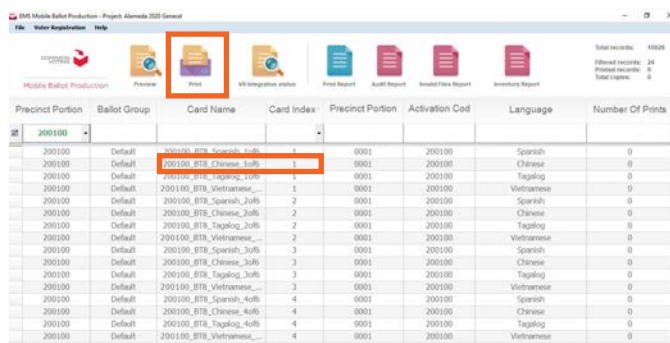 EMS Mobile Ballot Production - Project: Alameda 2020 General
File Voter Registration Help
DOMINION VOTING
Mobile Ballot Production
Preview Print VR Integration status Print Report Audit Report Invalid Files Report Inventory Report
Total records: 10029
Filtered records: 24
Printed records: 0
Total copies: 0
Precinct Portion Ballot Group Card Name Card Index Precinct Portion Activation Cod Language Number Of Prints
200100
200100 Default 200100_BT8_Spanish_1of6 1 0001 200100 Spanish 0
200100 Default 200100_BT8_Chinese_1of6 1 0001 200100 Chinese 0
200100 Default 200100_BT8_Tagalog_1of6 1 0001 200100 Tagalog 0
200100 Default 200100_BT8_Vietnamese_... 1 0001 200100 Vietnamese 0
200100 Default 200100_BT8_Spanish_2of6 2 0001 200100 Spanish 0
200100 Default 200100_BT8_Chinese_2of6 2 0001 200100 Chinese 0
200100 Default 200100_BT8_Tagalog_2of6 2 0001 200100 Tagalog 0
200100 Default 200100_BT8_Vietnamese_... 2 0001 200100 Vietnamese 0
200100 Default 200100_BT8_Spanish_3of6 3 0001 200100 Spanish 0
200100 Default 200100_BT8_Chinese_3of6 3 0001 200100 Chinese 0
200100 Default 200100_BT8_Tagalog_3of6 3 0001 200100 Tagalog 0
200100 Default 200100_BT8_Vietnamese_... 3 0001 200100 Vietnamese 0
200100 Default 200100_BT8_Spanish_4of6 4 0001 200100 Spanish 0
200100 Default 200100_BT8_Chinese_4of6 4 0001 200100 Chinese 0
200100 Default 200100_BT8_Tagalog_4of6 4 0001 200100 Tagalog 0
200100 Default 200100_BT8_Vietnamese_... 4 0001 200100 Vietnamese 0